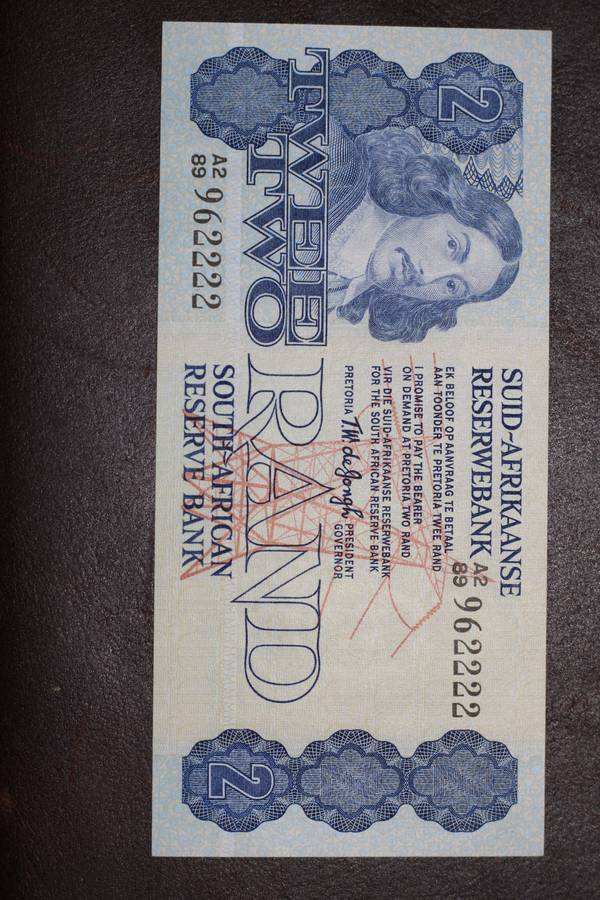 2
SUID-AFRIKAANSE
RESERWEBANK
A2
89 962222
EK BELOOF OP AANVRAAG TE BETAAL
AAN TOONDER TE PRETORIA TWEE RAND
I PROMISE TO PAY THE BEARER
ON DEMAND AT PRETORIA TWO RAND
VIR DIE SUID-AFRIKAANSE RESERWEBANK
FOR THE SOUTH AFRICAN RESERVE BANK
PRETORIA T.W. de Jongh PRESIDENT
GOVERNOR
TWEE
TWO
RAND
A2
89 962222
SOUTH-AFRICAN
RESERVE BANK
2